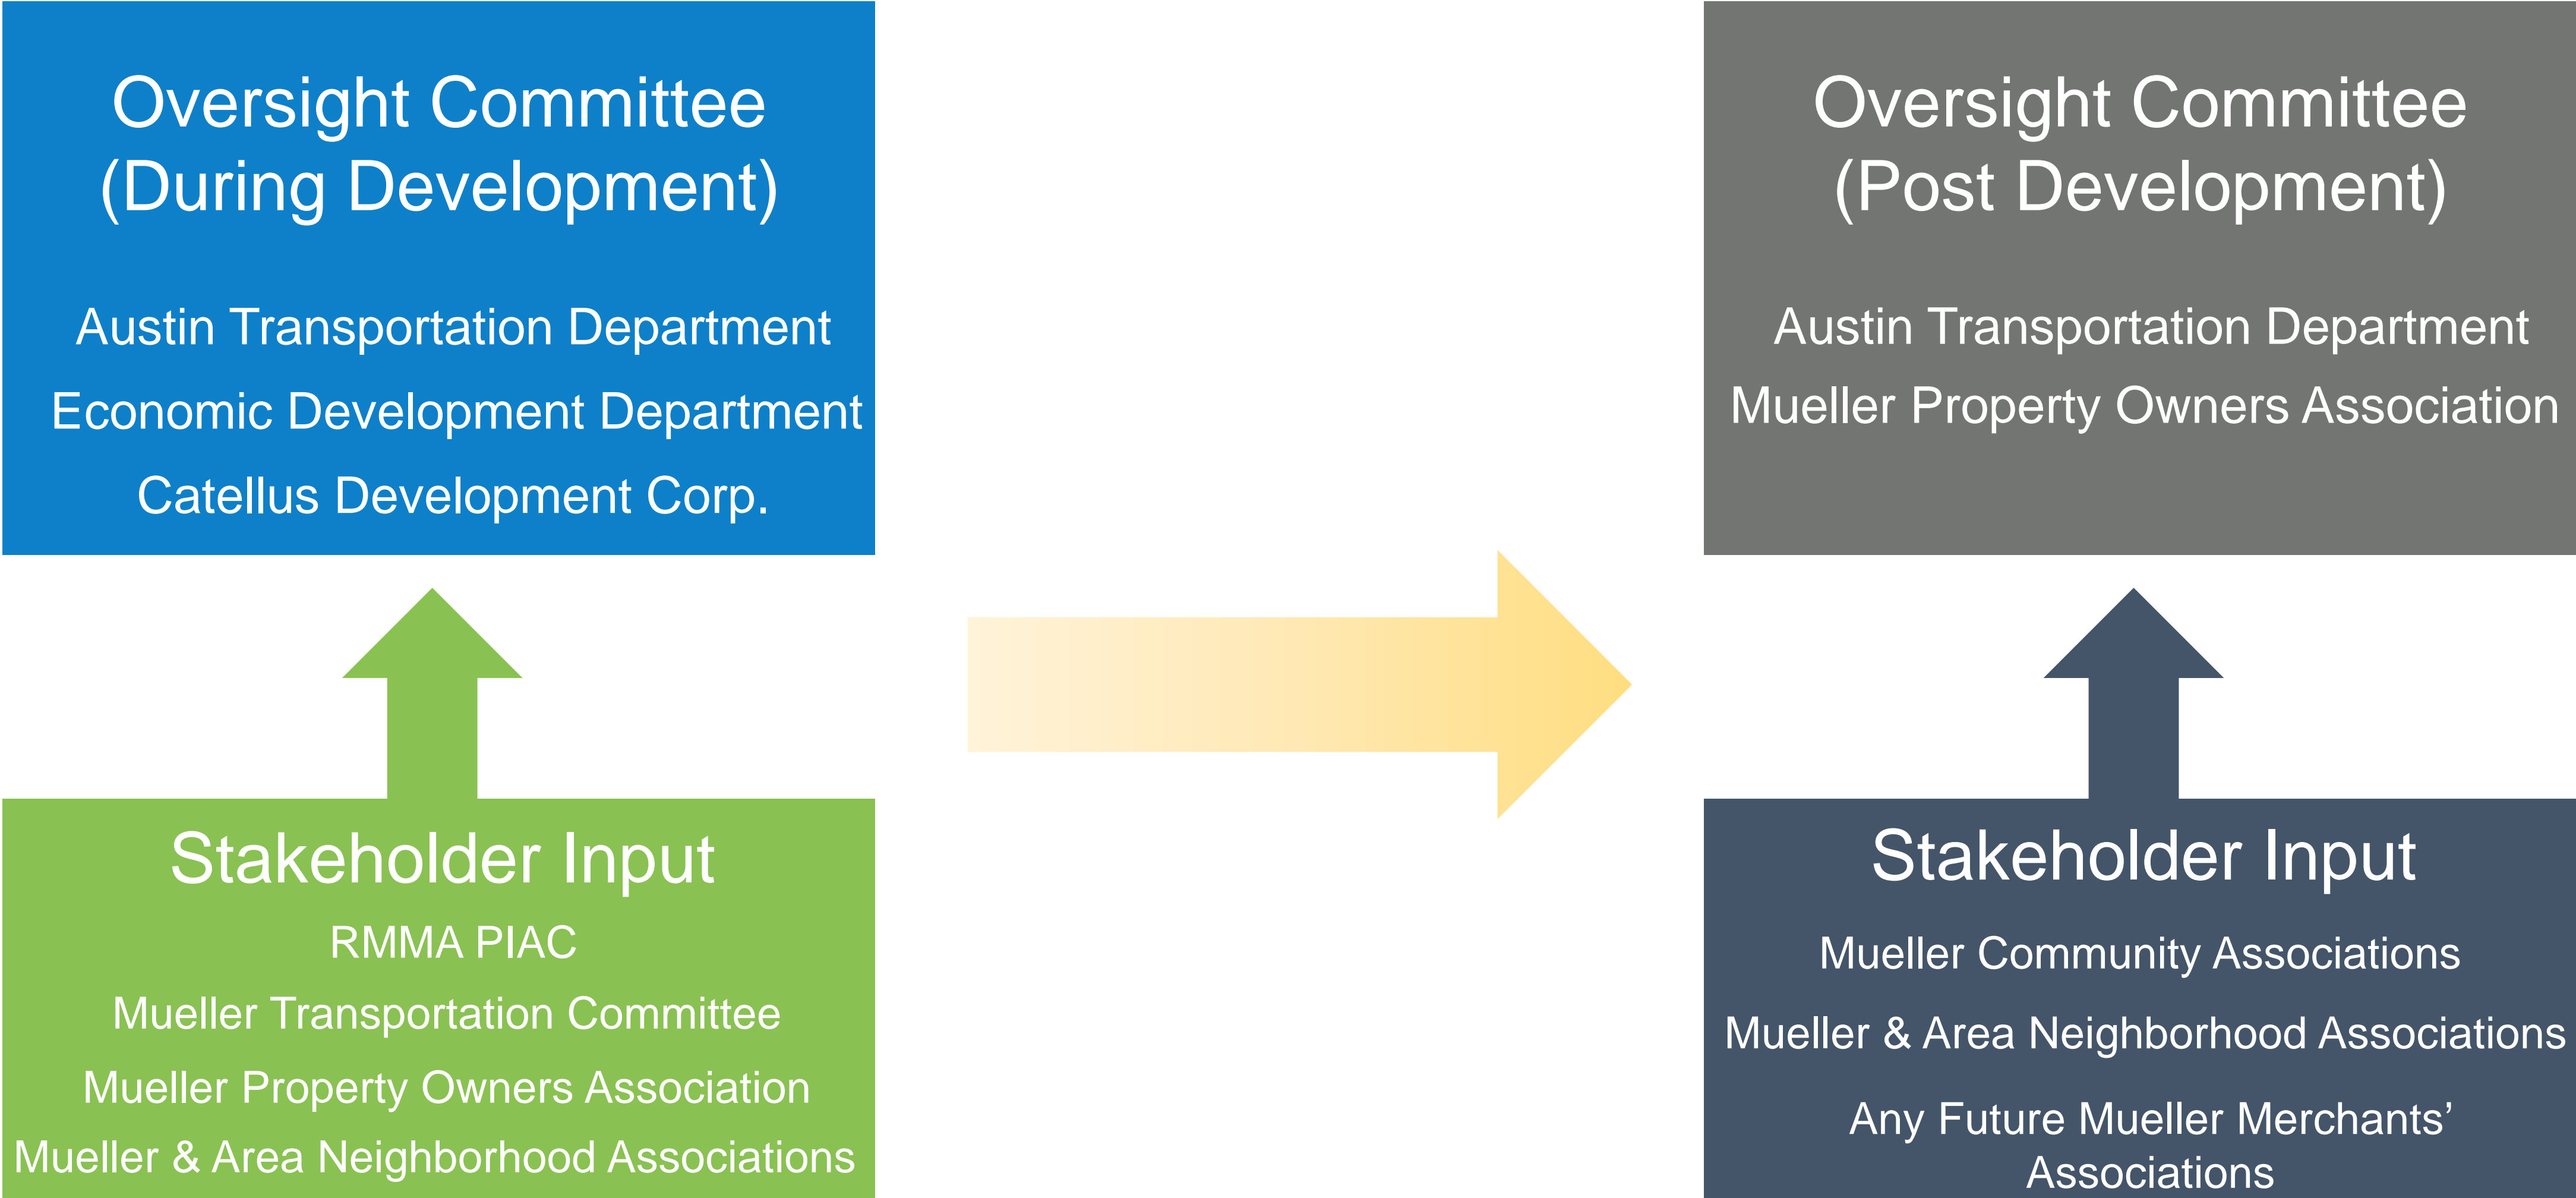 Oversight Committee
(During Development)
Austin Transportation Department
Economic Development Department
Catellus Development Corp.
Stakeholder Input
RMMA PIAC
Mueller Transportation Committee
Mueller Property Owners Association
Mueller & Area Neighborhood Associations
Oversight Committee
(Post Development)
Austin Transportation Department
Mueller Property Owners Association
Stakeholder Input
Mueller Community Associations
Mueller & Area Neighborhood Associations
Any Future Mueller Merchants’
Associations